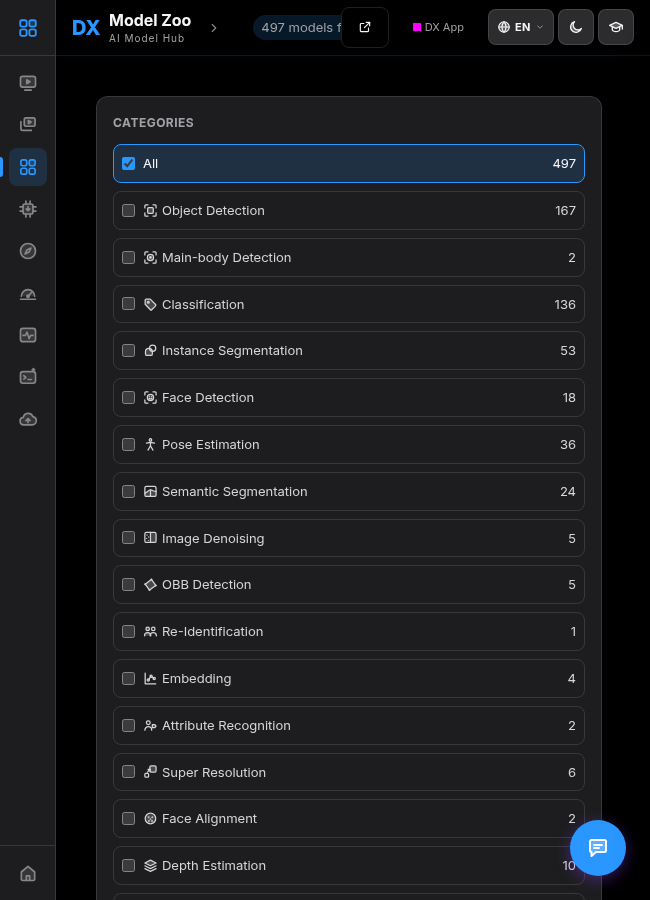 DX
Model Zoo
AI Model Hub
497 models f
DX App
EN
CATEGORIES
All 497
Object Detection 167
Main-body Detection 2
Classification 136
Instance Segmentation 53
Face Detection 18
Pose Estimation 36
Semantic Segmentation 24
Image Denoising 5
OBB Detection 5
Re-Identification 1
Embedding 4
Attribute Recognition 2
Super Resolution 6
Face Alignment 2
Depth Estimation 10